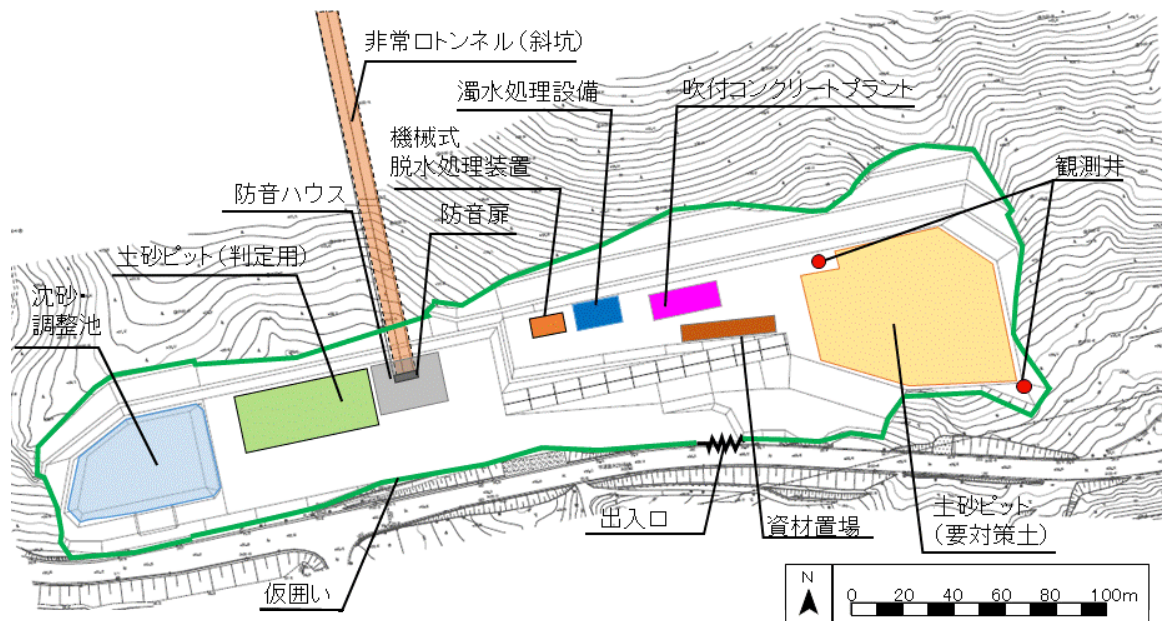 非常口トンネル(斜坑)
濁水処理設備
吹付コンクリートプラント
機械式
脱水処理装置
観測井
防音ハウス
防音扉
土砂ピット(判定用)
沈砂・
調整池
出入口
資材置場
土砂ピット
(要対策土)
仮囲い
N
0 20 40 60 80 100m